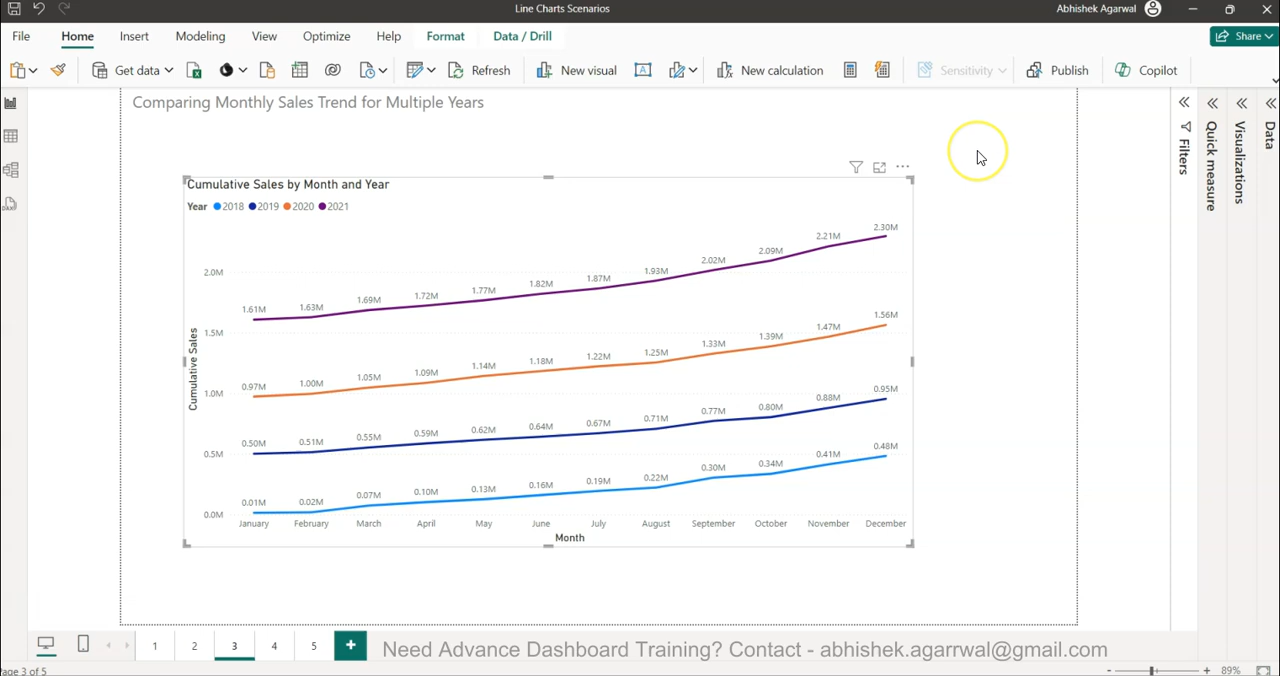 Line Charts Scenarios
Abhishek Agarwal
File Home Insert Modeling View Optimize Help Format Data / Drill Share
Get data Refresh New visual New calculation Sensitivity Publish Copilot
Comparing Monthly Sales Trend for Multiple Years
Filters
Quick measure
Visualizations
Data
Cumulative Sales by Month and Year
Year 2018 2019 2020 2021
2.0M
1.5M
1.0M
0.5M
0.0M
Cumulative Sales
1.61M 1.63M 1.69M 1.72M 1.77M 1.82M 1.87M 1.93M 2.02M 2.09M 2.21M 2.30M
0.97M 1.00M 1.05M 1.09M 1.14M 1.18M 1.22M 1.25M 1.33M 1.39M 1.47M 1.56M
0.50M 0.51M 0.55M 0.59M 0.62M 0.64M 0.67M 0.71M 0.77M 0.80M 0.88M 0.95M
0.01M 0.02M 0.07M 0.10M 0.13M 0.16M 0.19M 0.22M 0.30M 0.34M 0.41M 0.48M
January February March April May June July August September October November December
Month
1 2 3 4 5
Need Advance Dashboard Training? Contact - abhishek.agarrwal@gmail.com
Page 3 of 5
89%